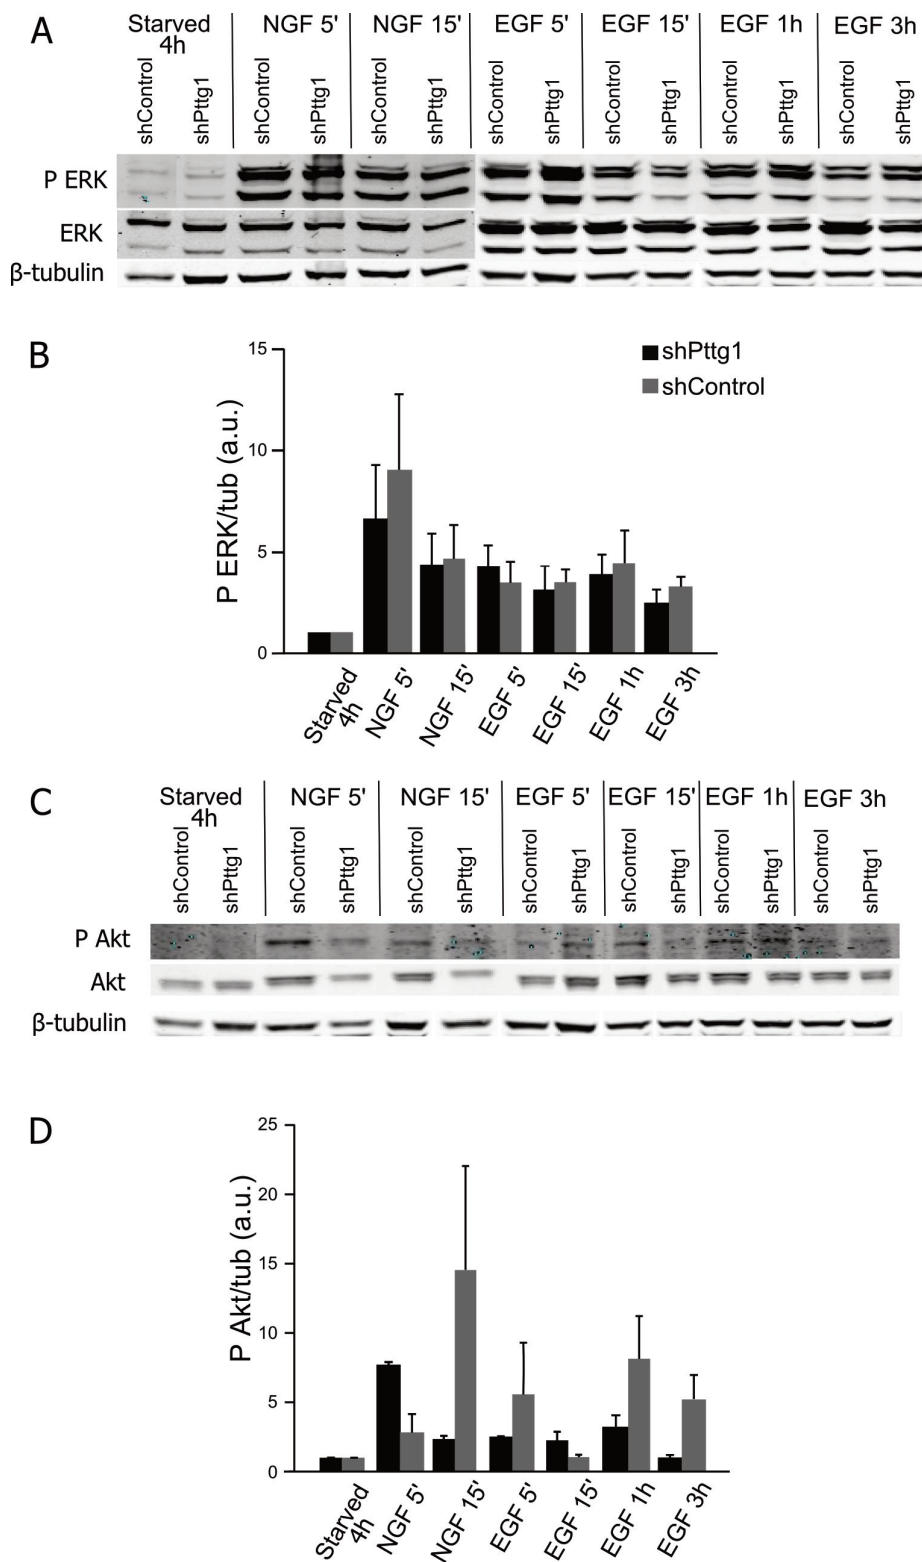 A
Starved 4h NGF 5' NGF 15' EGF 5' EGF 15' EGF 1h EGF 3h
shControl shPttg1 shControl shPttg1 shControl shPttg1 shControl shPttg1 shControl shPttg1 shControl shPttg1 shControl shPttg1
P ERK
ERK
β-tubulin
B
shPttg1
shControl
P ERK/tub (a.u.)
15
10
5
0
Starved 4h NGF 5' NGF 15' EGF 5' EGF 15' EGF 1h EGF 3h
C
Starved 4h NGF 5' NGF 15' EGF 5' EGF 15' EGF 1h EGF 3h
shControl shPttg1 shControl shPttg1 shControl shPttg1 shControl shPttg1 shControl shPttg1 shControl shPttg1 shControl shPttg1
P Akt
Akt
β-tubulin
D
P Akt/tub (a.u.)
25
20
15
10
5
0
Starved 4h NGF 5' NGF 15' EGF 5' EGF 15' EGF 1h EGF 3h